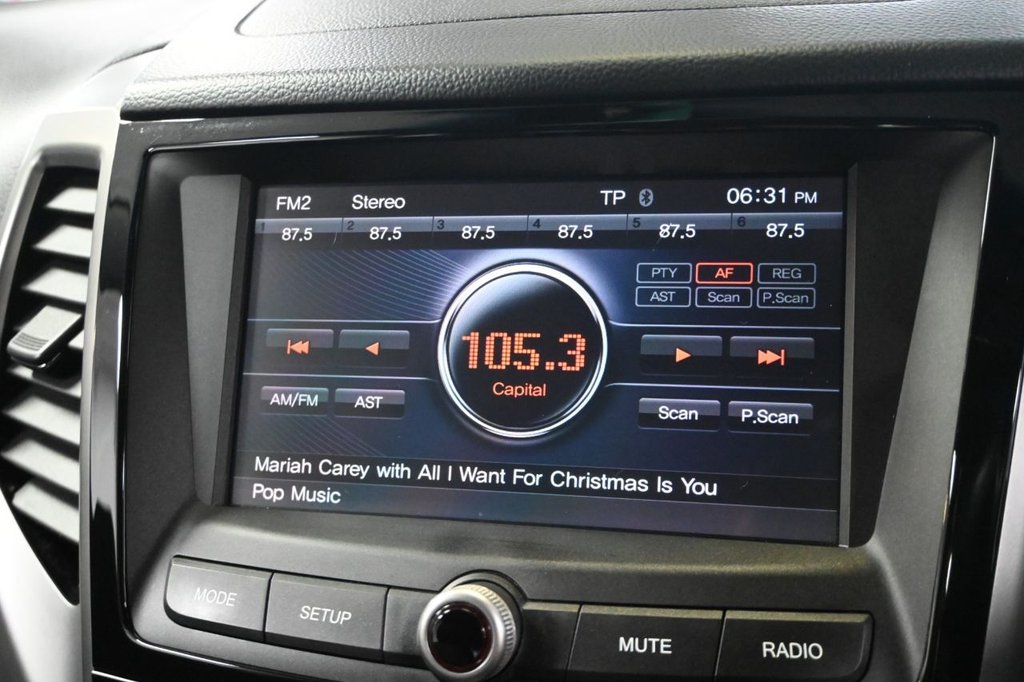 FM2 Stereo TP 06:31 PM
1 2 3 4 5 6
87.5 87.5 87.5 87.5 87.5 87.5
PTY AF REG
AST Scan P.Scan
105.3
Capital
AM/FM AST Scan P.Scan
Mariah Carey with All I Want For Christmas Is You
Pop Music
MODE SETUP MUTE RADIO